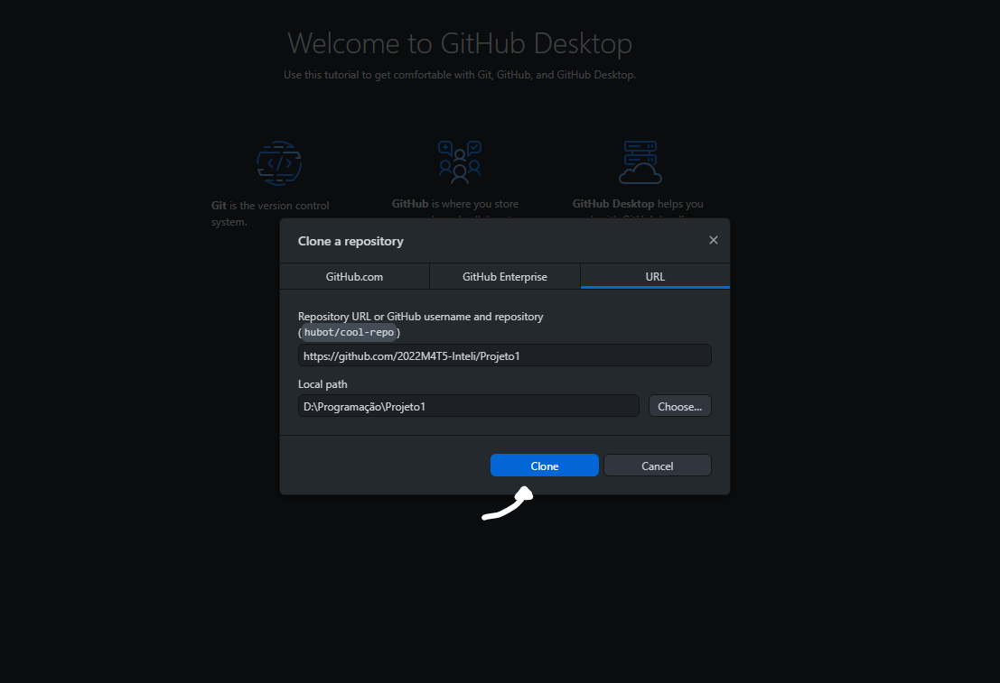 Welcome to GitHub Desktop
Use this tutorial to get comfortable with Git, GitHub, and GitHub Desktop.
Git is the version control
system.
GitHub is where you store
GitHub Desktop helps you
Clone a repository
GitHub.com
GitHub Enterprise
URL
Repository URL or GitHub username and repository
(hubot/cool-repo)
https://github.com/2022M4T5-Inteli/Projeto1
Local path
D:\Programação\Projeto1
Choose...
Clone
Cancel